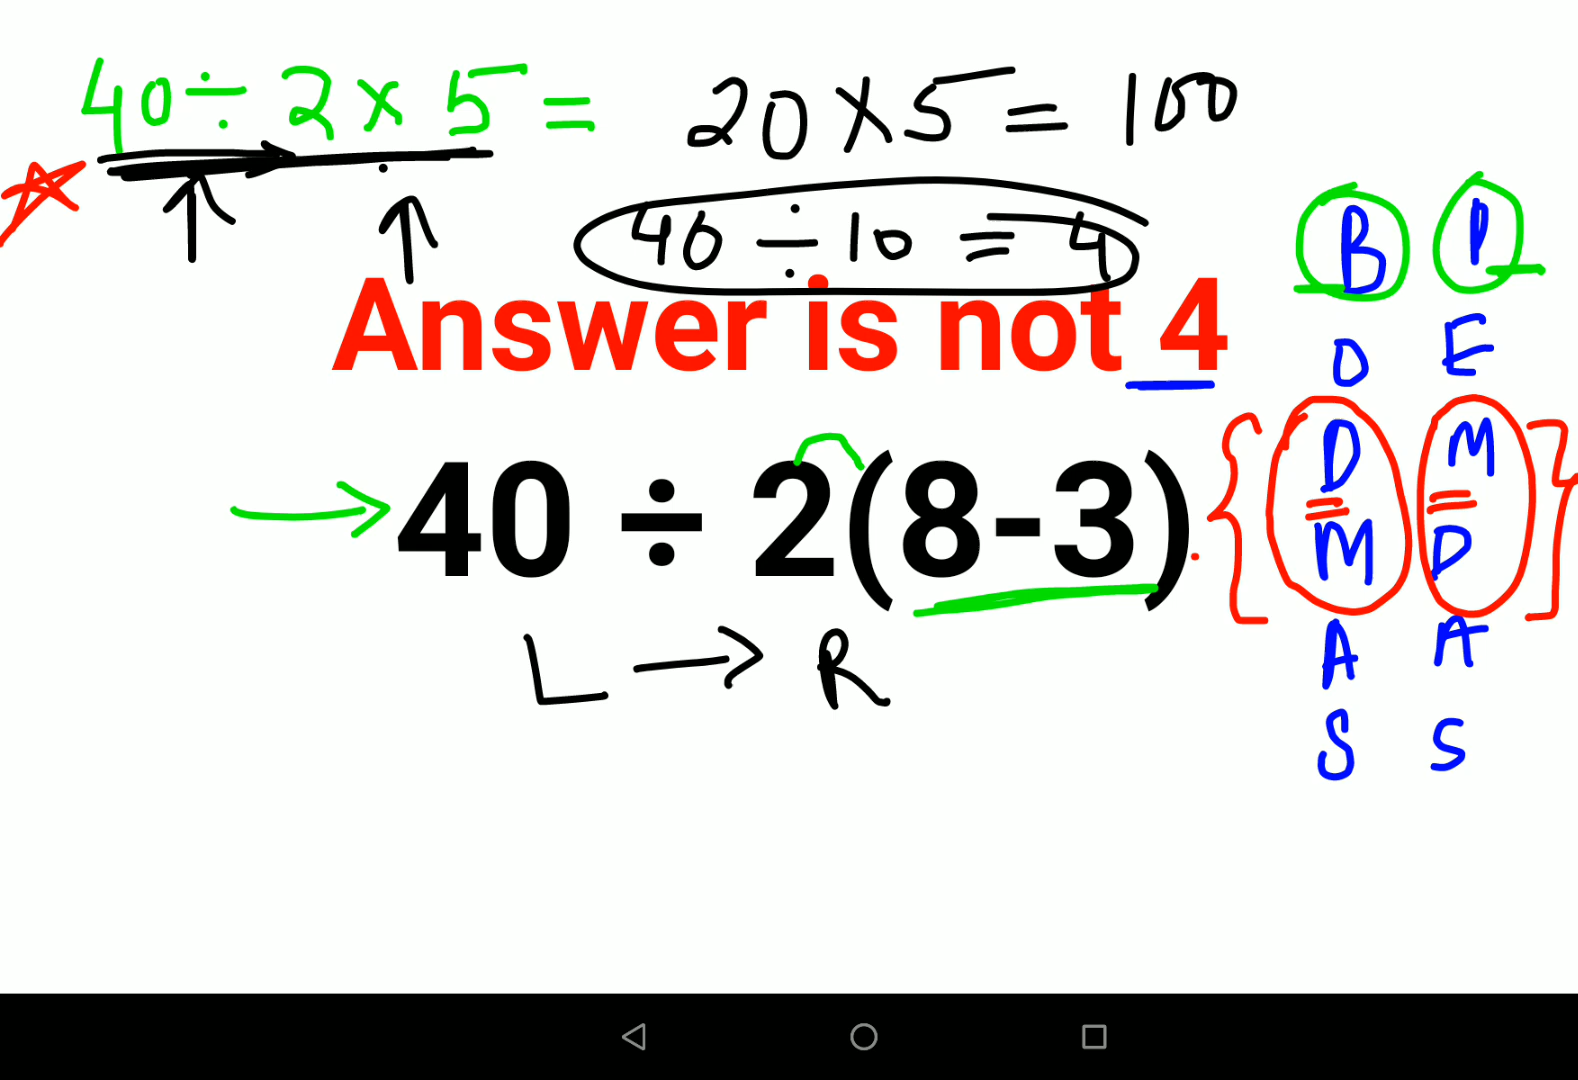 40÷2×5= 20×5=100
40÷10=4
Answer is not 4
40 ÷ 2(8-3)
L → R
B P
O E
D M
M D
A A
S S